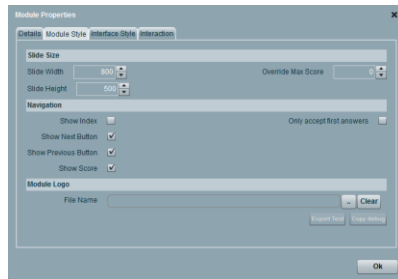 Module Properties
Details Module Style Interface Style Interaction
Slide Size
Slide Width 800 Override Max Score 0
Slide Height 500
Navigation
Show Index Only accept first answers
Show Next Button
Show Previous Button
Show Score
Module Logo
File Name ... Clear
Export Text Copy debug
Ok